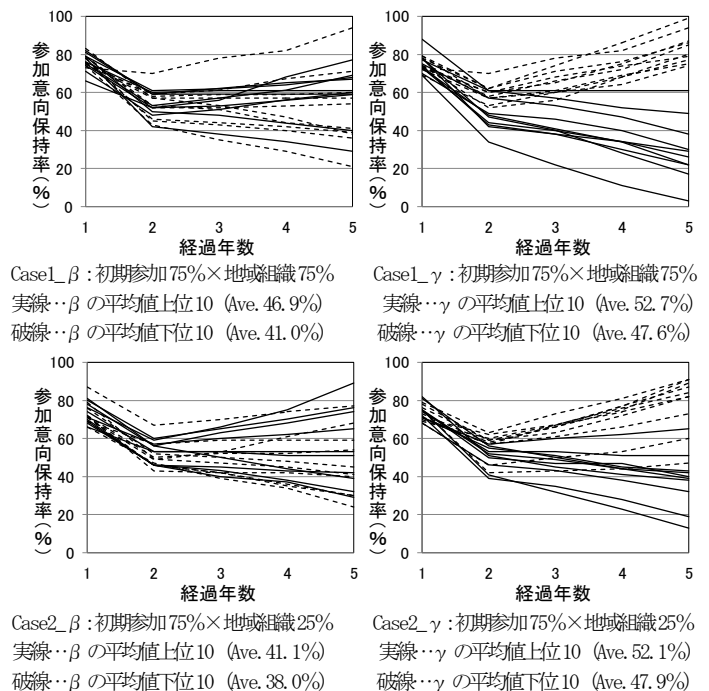 100
80
60
40
20
0
参加意向保持率(%)
1 2 3 4 5
経過年数
Case1_β:初期参加75%×地域組織75%
実線…βの平均値上位10 (Ave.46.9%)
破線…βの平均値下位10 (Ave.41.0%)
100
80
60
40
20
0
参加意向保持率(%)
1 2 3 4 5
経過年数
Case1_γ:初期参加75%×地域組織75%
実線…γの平均値上位10 (Ave.52.7%)
破線…γの平均値下位10 (Ave.47.6%)
100
80
60
40
20
0
参加意向保持率(%)
1 2 3 4 5
経過年数
Case2_β:初期参加75%×地域組織25%
実線…βの平均値上位10 (Ave.41.1%)
破線…βの平均値下位10 (Ave.38.0%)
100
80
60
40
20
0
参加意向保持率(%)
1 2 3 4 5
経過年数
Case2_γ:初期参加75%×地域組織25%
実線…γの平均値上位10 (Ave.52.1%)
破線…γの平均値下位10 (Ave.47.9%)